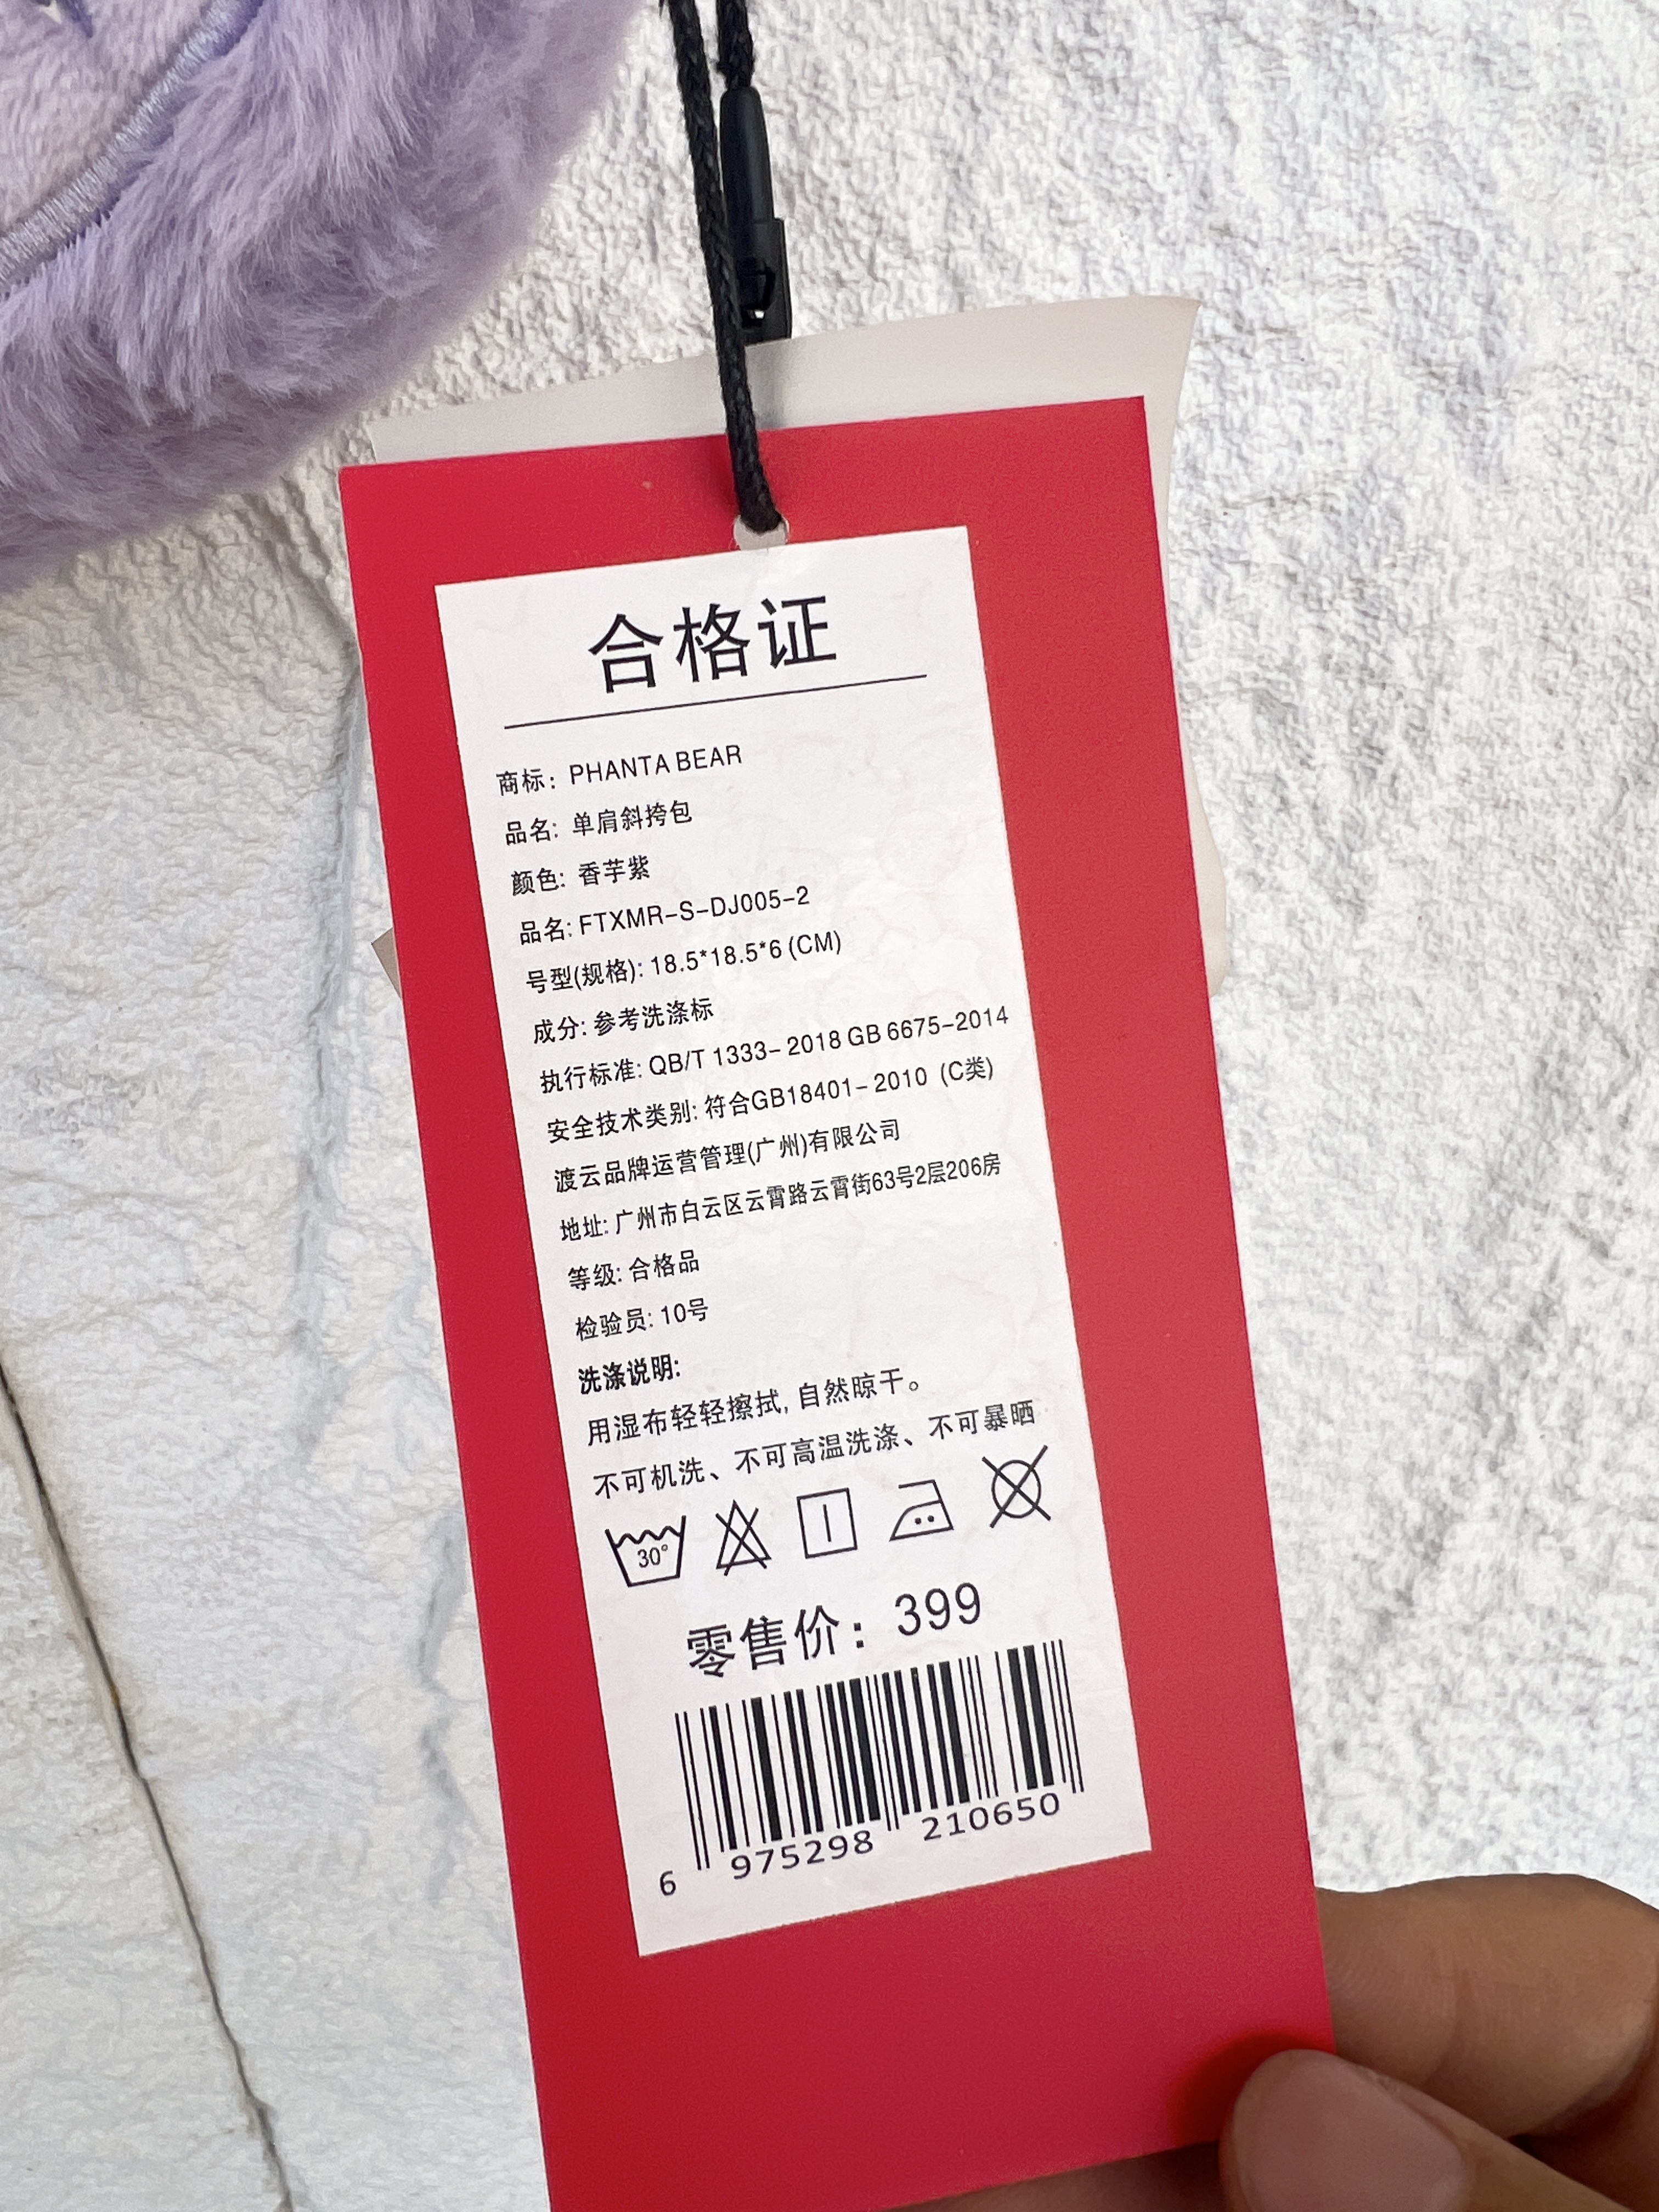 合格证
商标：PHANTA BEAR
品名: 单肩斜挎包
颜色: 香芋紫
品名: FTXMR-S-DJ005-2
号型(规格): 18.5*18.5*6 (CM)
成分: 参考洗涤标
执行标准: QB/T 1333- 2018 GB 6675-2014
安全技术类别: 符合GB18401- 2010 (C类)
渡云品牌运营管理(广州)有限公司
地址: 广州市白云区云霄路云霄街63号2层206房
等级: 合格品
检验员: 10号
洗涤说明:
用湿布轻轻擦拭, 自然晾干。
不可机洗、不可高温洗涤、不可暴晒
30°
零售价：399
6 975298 210650